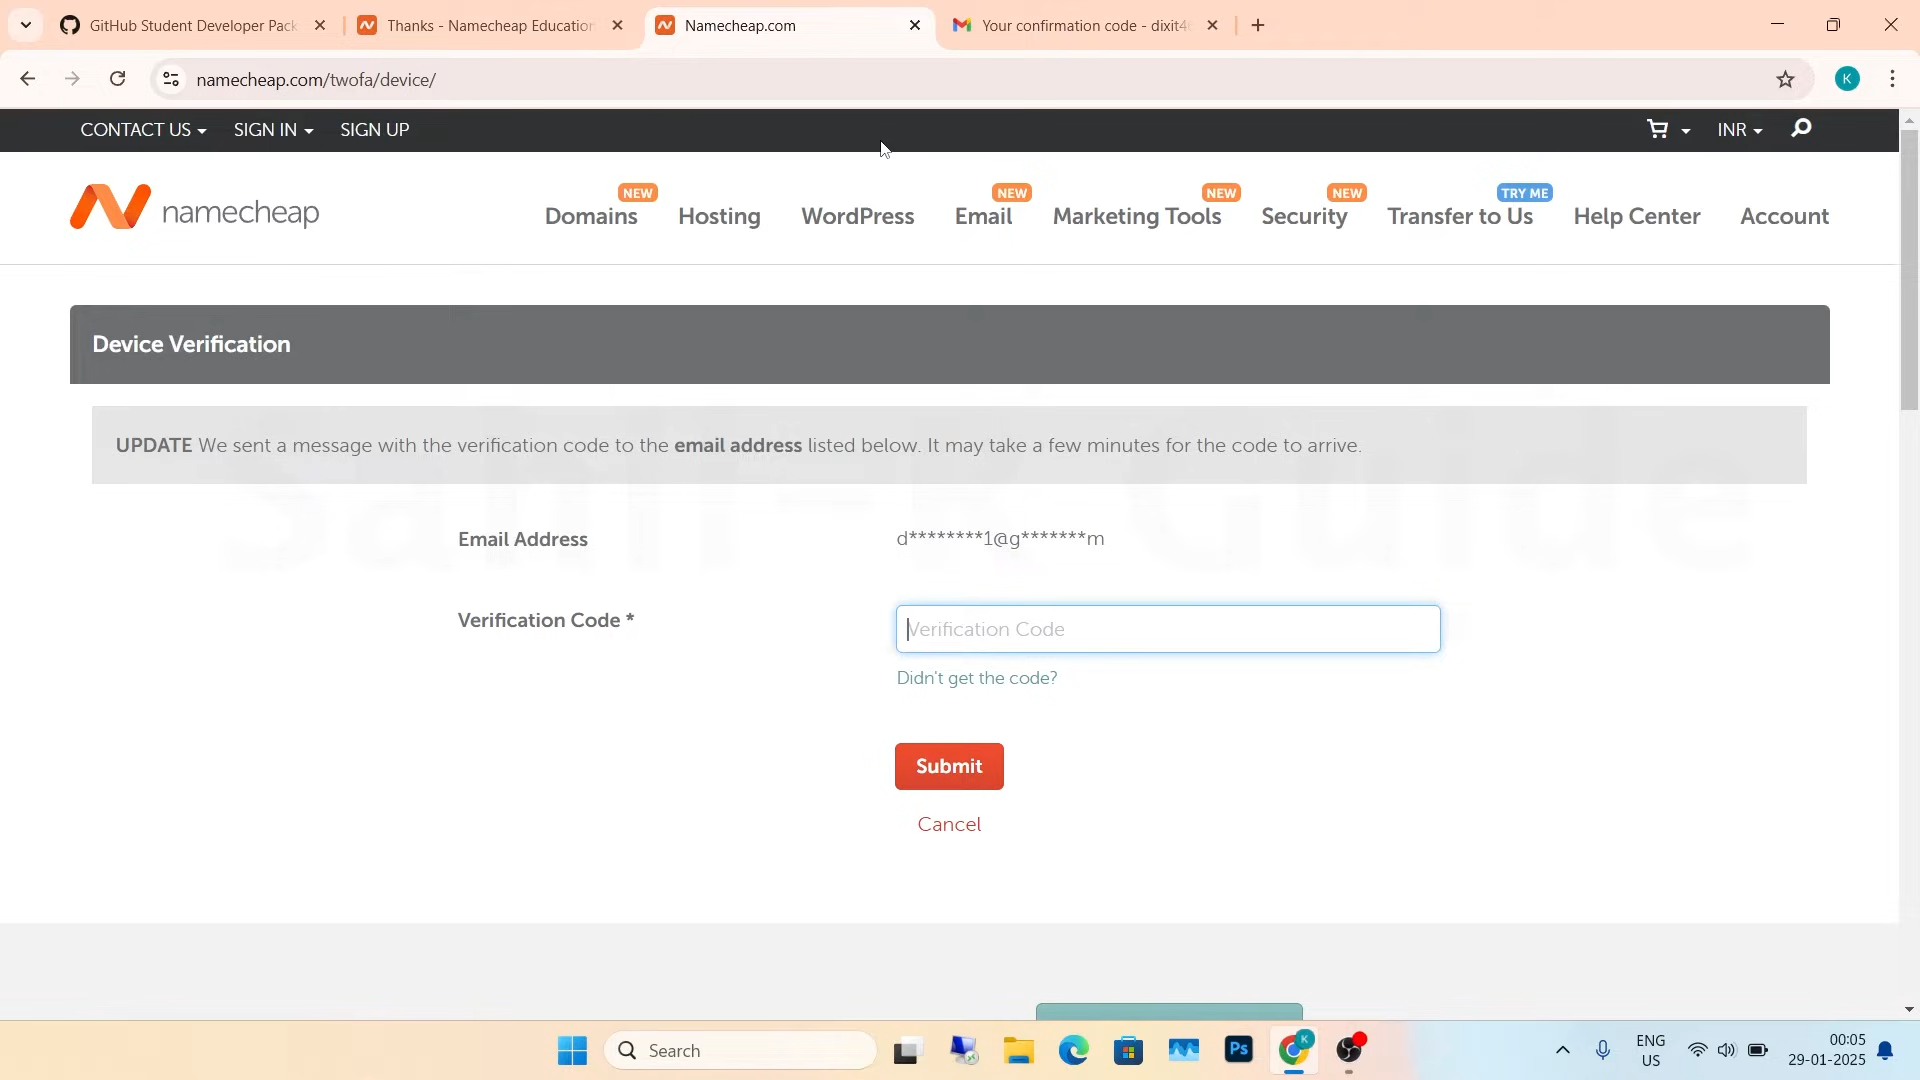 GitHub Student Developer Pack
Thanks - Namecheap Education
Namecheap.com
Your confirmation code - dixit46
namecheap.com/twofa/device/
K
CONTACT US
SIGN IN
SIGN UP
INR
namecheap
NEW
NEW
NEW
NEW
TRY ME
Domains
Hosting
WordPress
Email
Marketing Tools
Security
Transfer to Us
Help Center
Account
Device Verification
UPDATE We sent a message with the verification code to the email address listed below. It may take a few minutes for the code to arrive.
Email Address
d********1@g*******m
Verification Code *
Verification Code
Didn't get the code?
Submit
Cancel
Search
Ps
K
ENG
US
00:05
29-01-2025